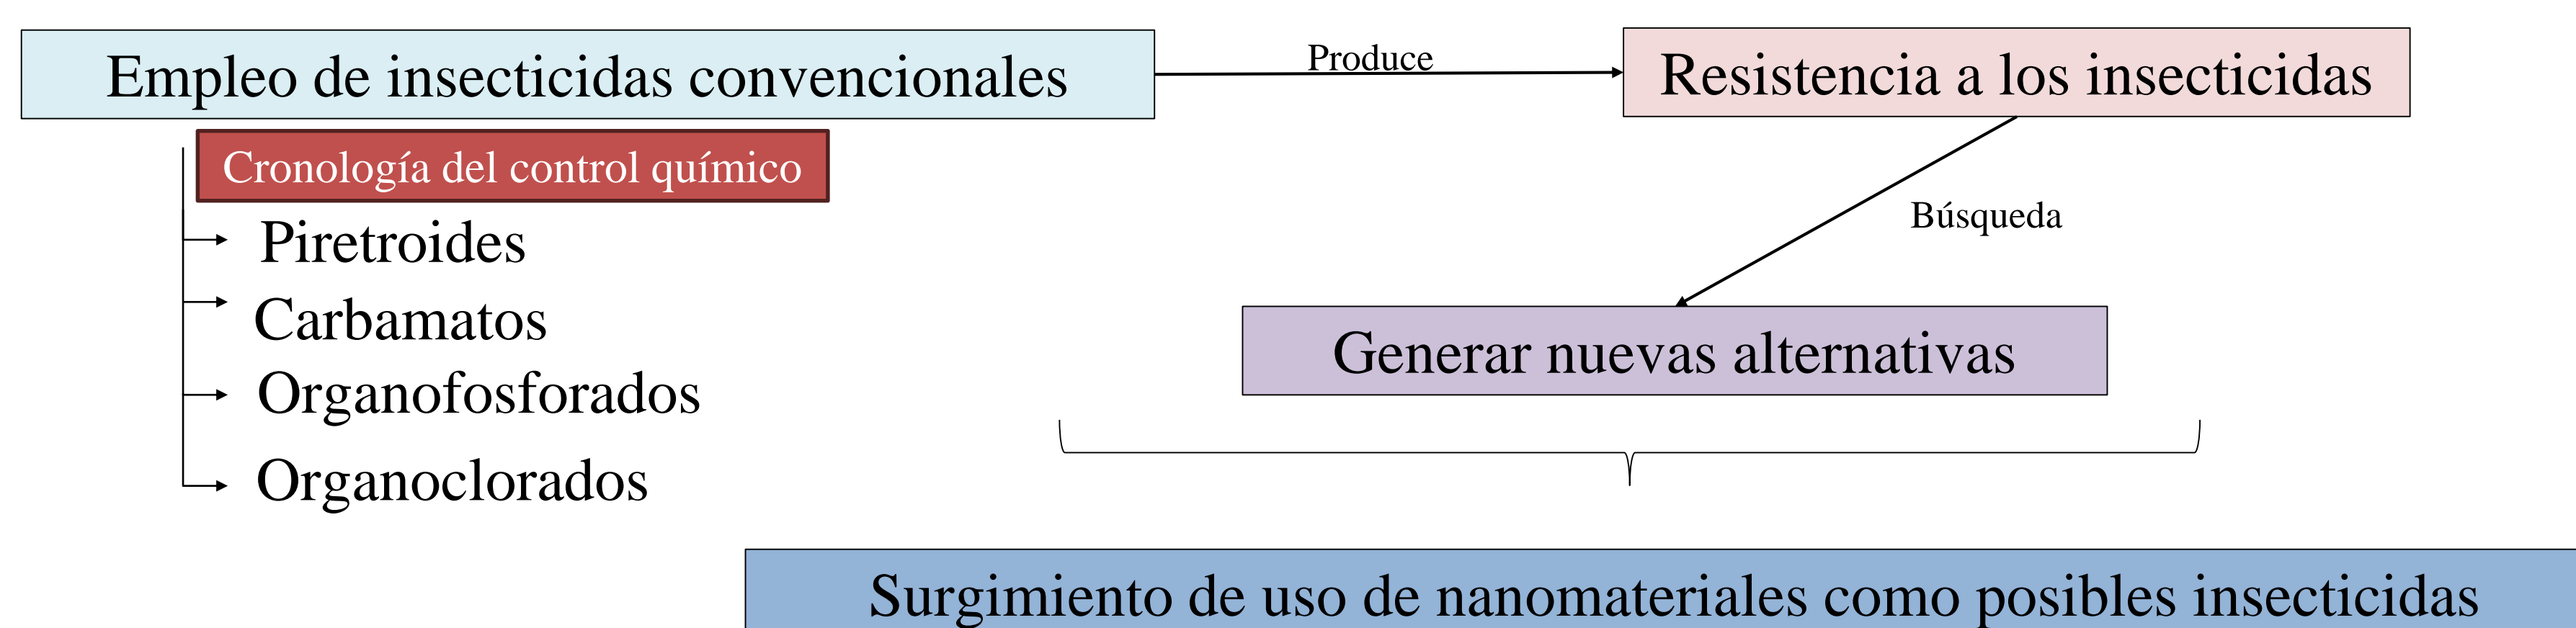 Empleo de insecticidas convencionales
Produce
Resistencia a los insecticidas
Cronología del control químico
Piretroides
Carbamatos
Organofosforados
Organoclorados
Búsqueda
Generar nuevas alternativas
Surgimiento de uso de nanomateriales como posibles insecticidas